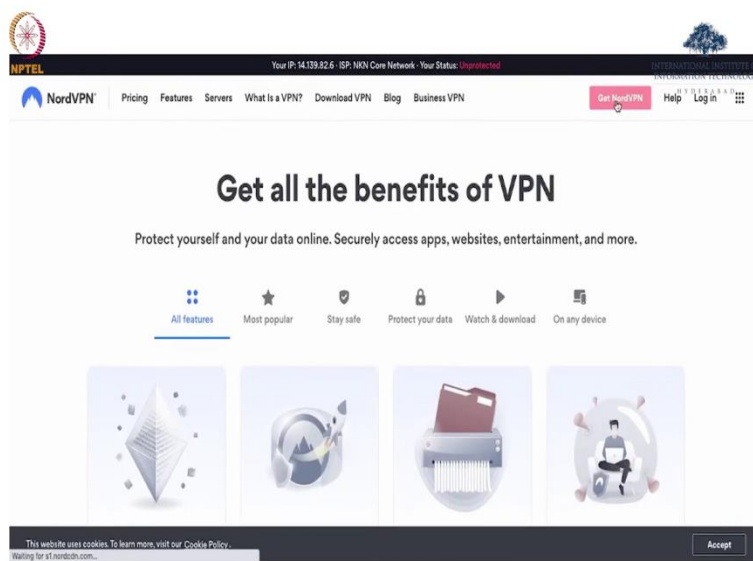 NPTEL
Your IP: 14.139.82.6 · ISP: NKN Core Network · Your Status: Unprotected
INTERNATIONAL INSTITUTE OF
INFORMATION TECHNOLOGY
HYDERABAD
NordVPN® Pricing Features Servers What Is a VPN? Download VPN Blog Business VPN Get NordVPN Help Log in
Get all the benefits of VPN
Protect yourself and your data online. Securely access apps, websites, entertainment, and more.
All features Most popular Stay safe Protect your data Watch & download On any device
This website uses cookies. To learn more, visit our Cookie Policy. Accept
Waiting for s1.nordcdn.com...